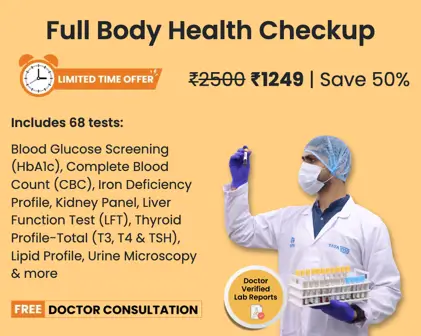 Full Body Health Checkup
LIMITED TIME OFFER
₹2500 ₹1249 | Save 50%
Includes 68 tests:
Blood Glucose Screening
(HbA1c), Complete Blood
Count (CBC), Iron Deficiency
Profile, Kidney Panel, Liver
Function Test (LFT), Thyroid
Profile-Total (T3, T4 & TSH),
Lipid Profile, Urine Microscopy
& more
Doctor
Verified
Lab Reports
FREE DOCTOR CONSULTATION